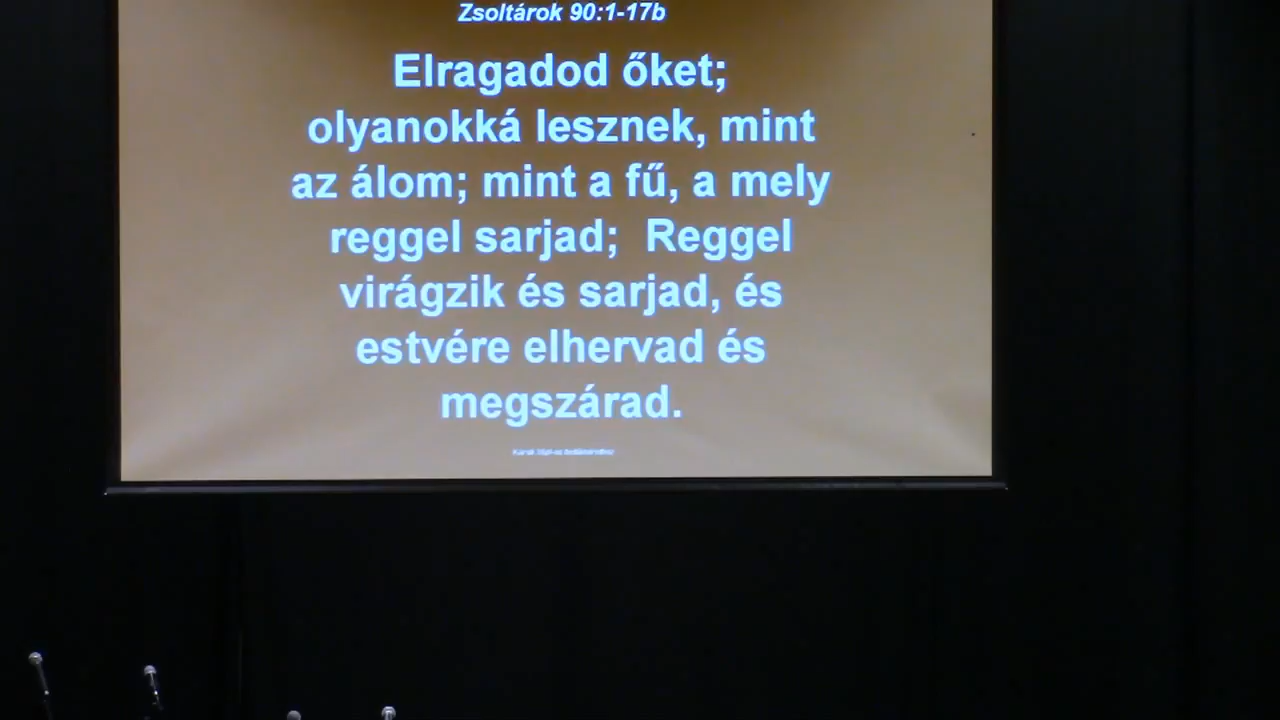 Zsoltárok 90:1-17b
Elragadod őket;
olyanokká lesznek, mint
az álom; mint a fű, a mely
reggel sarjad;  Reggel
virágzik és sarjad, és
estvére elhervad és
megszárad.